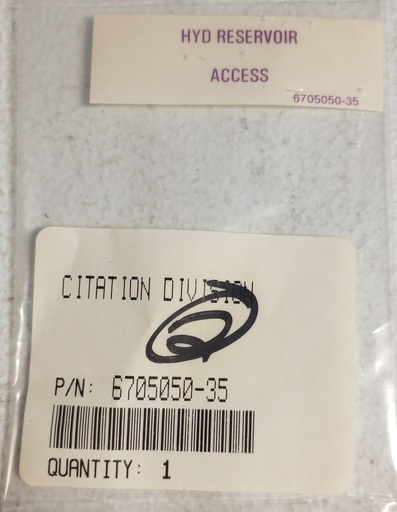 HYD RESERVOIR
ACCESS
6705050-35
CITATION DIVISION
P/N: 6705050-35
QUANTITY: 1